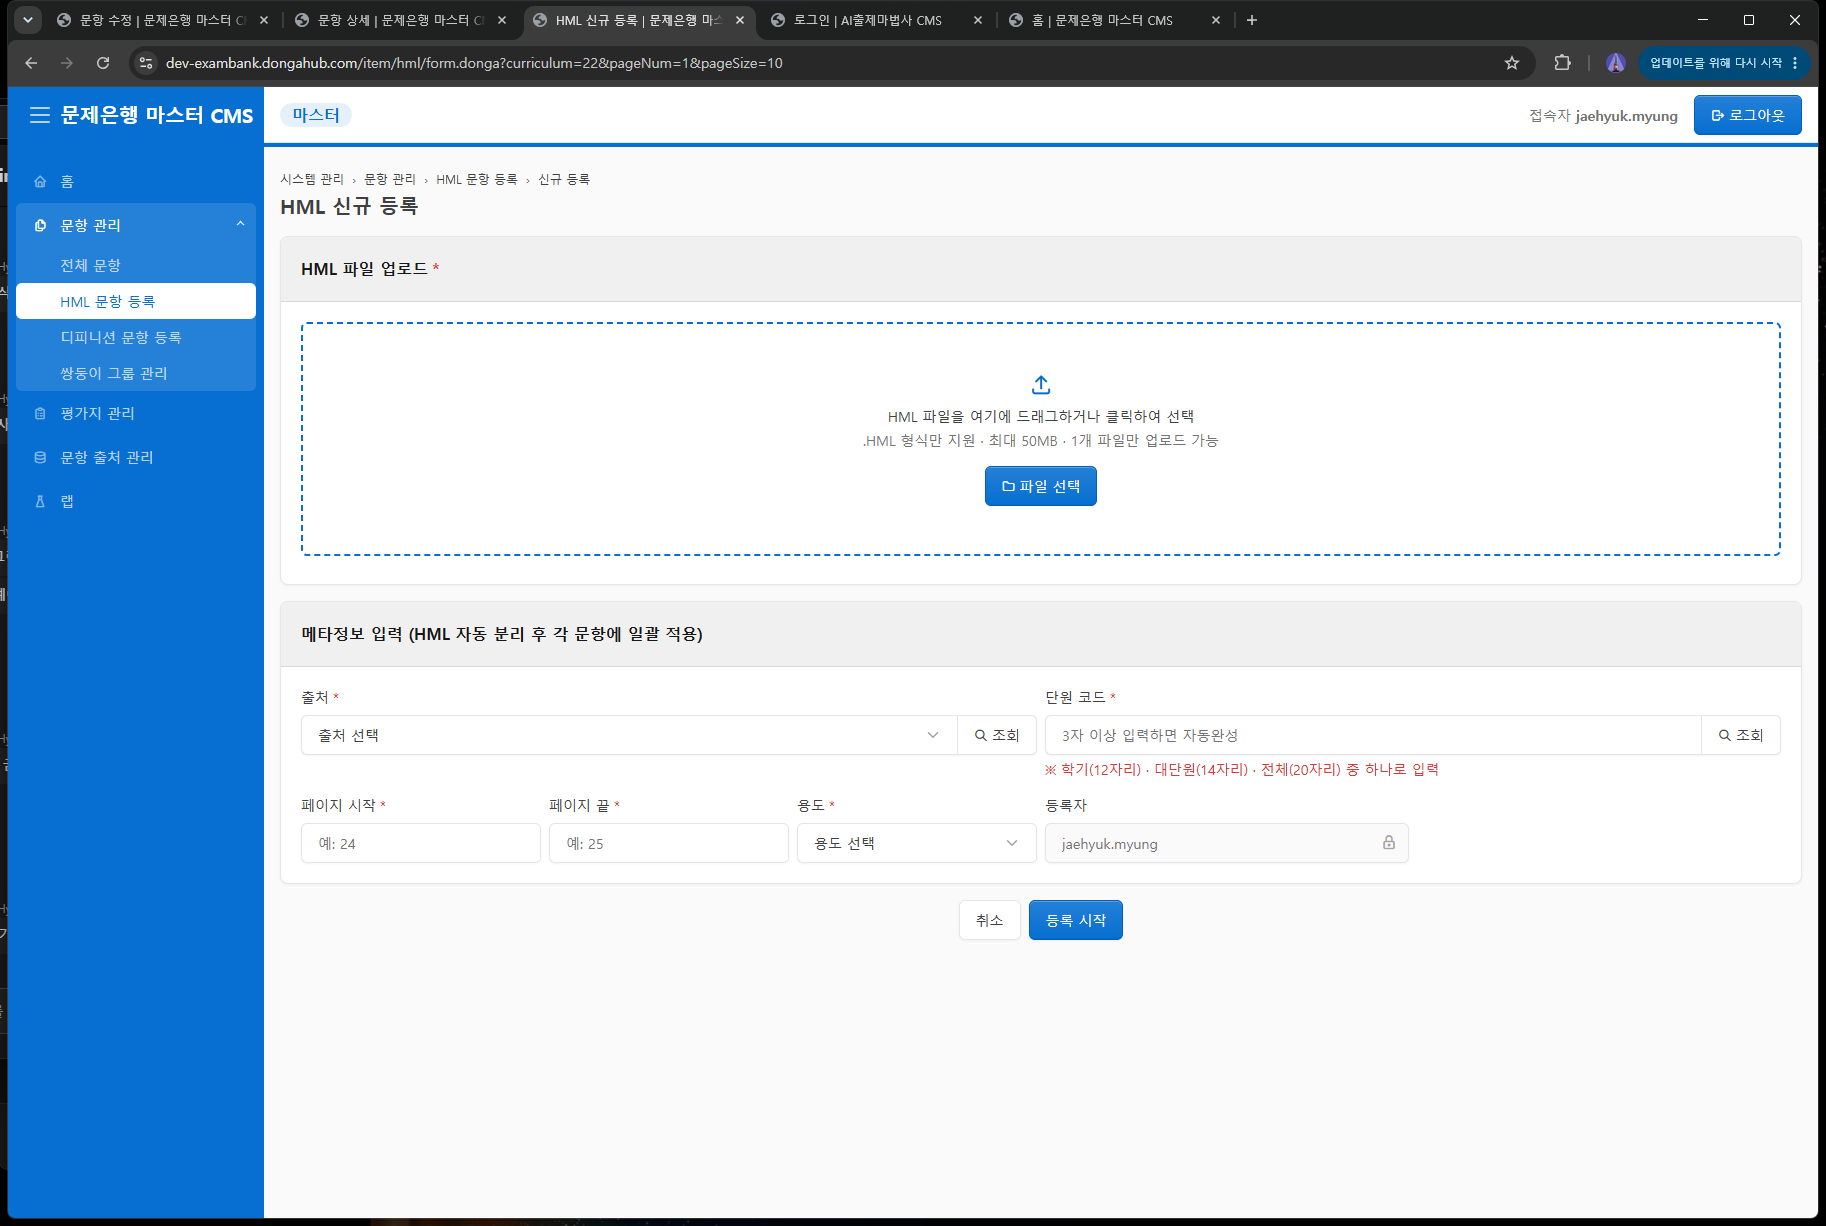 문항 수정 | 문제은행 마스터 C
문항 상세 | 문제은행 마스터 C
HML 신규 등록 | 문제은행 마스
로그인 | AI출제마법사 CMS
홈 | 문제은행 마스터 CMS
dev-exambank.dongahub.com/item/hml/form.donga?curriculum=22&pageNum=1&pageSize=10
업데이트를 위해 다시 시작
문제은행 마스터 CMS
마스터
접속자 jaehyuk.myung
로그아웃
홈
문항 관리
전체 문항
HML 문항 등록
디피니션 문항 등록
쌍둥이 그룹 관리
평가지 관리
문항 출처 관리
랩
시스템 관리 › 문항 관리 › HML 문항 등록 › 신규 등록
HML 신규 등록
HML 파일 업로드 *
HML 파일을 여기에 드래그하거나 클릭하여 선택
.HML 형식만 지원 · 최대 50MB · 1개 파일만 업로드 가능
파일 선택
메타정보 입력 (HML 자동 분리 후 각 문항에 일괄 적용)
출처 *
출처 선택
조회
단원 코드 *
3자 이상 입력하면 자동완성
조회
※ 학기(12자리) · 대단원(14자리) · 전체(20자리) 중 하나로 입력
페이지 시작 *
예: 24
페이지 끝 *
예: 25
용도 *
용도 선택
등록자
jaehyuk.myung
취소
등록 시작